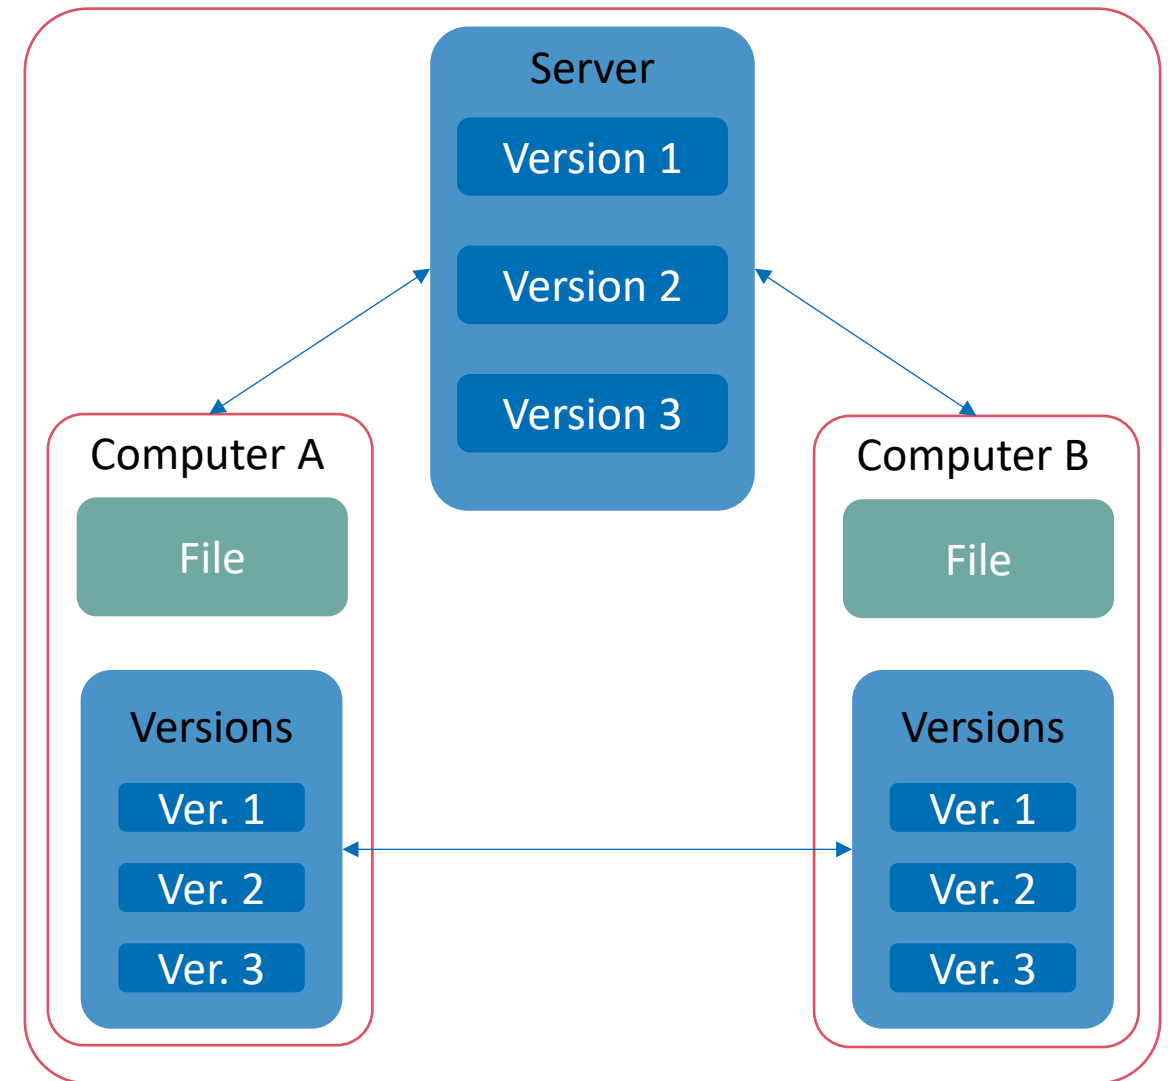 Server
Version 1
Version 2
Version 3
Computer A
File
Versions
Ver. 1
Ver. 2
Ver. 3
Computer B
File
Versions
Ver. 1
Ver. 2
Ver. 3